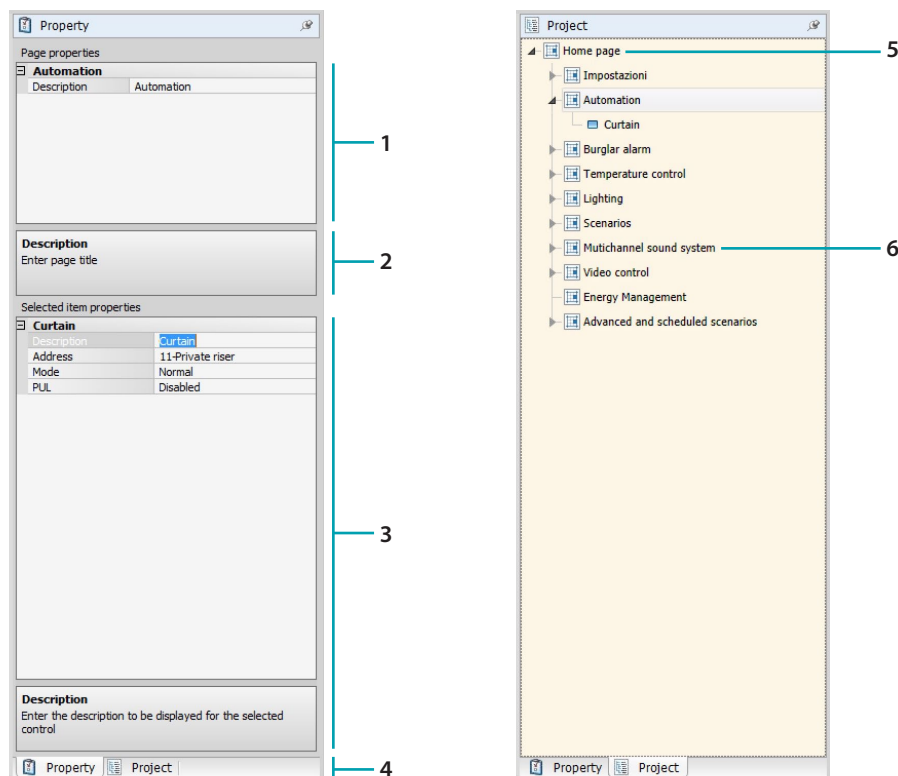 Property
Page properties
Automation
Description Automation
1
Description
Enter page title
2
Selected item properties
Curtain
Description Curtain
Address 11-Private riser
Mode Normal
PUL Disabled
3
Description
Enter the description to be displayed for the selected
control
Property Project
4
Project
Home page
5
Impostazioni
Automation
Curtain
Burglar alarm
Temperature control
Lighting
Scenarios
Mutichannel sound system
6
Video control
Energy Management
Advanced and scheduled scenarios
Property Project